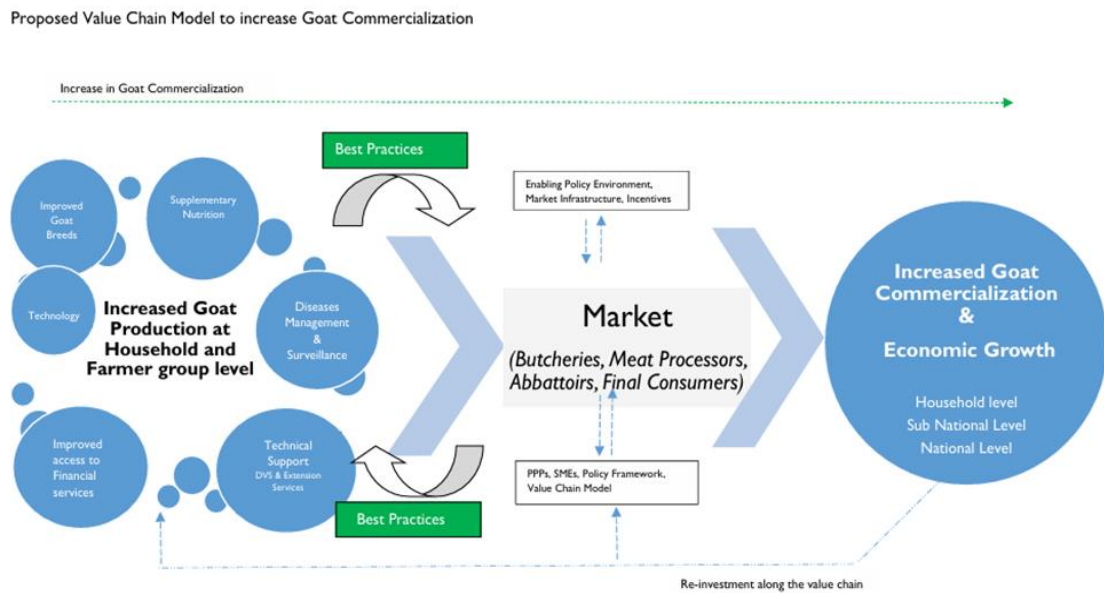 Proposed Value Chain Model to increase Goat Commercialization
Increase in Goat Commercialization
Best Practices
Improved
Goat
Breeds
Supplementary
Nutrition
Technology
Increased Goat
Production at
Household and
Farmer group level
Diseases
Management
&
Surveillance
Improved
access to
Financial
services
Technical
Support
DVS & Extension
Services
Best Practices
Enabling Policy Environment,
Market Infrastructure, Incentives
Market
(Butcheries, Meat Processors,
Abbattoirs, Final Consumers)
PPPs, SMEs, Policy Framework,
Value Chain Model
Increased Goat
Commercialization
&
Economic Growth
Household level
Sub National Level
National Level
Re-investment along the value chain